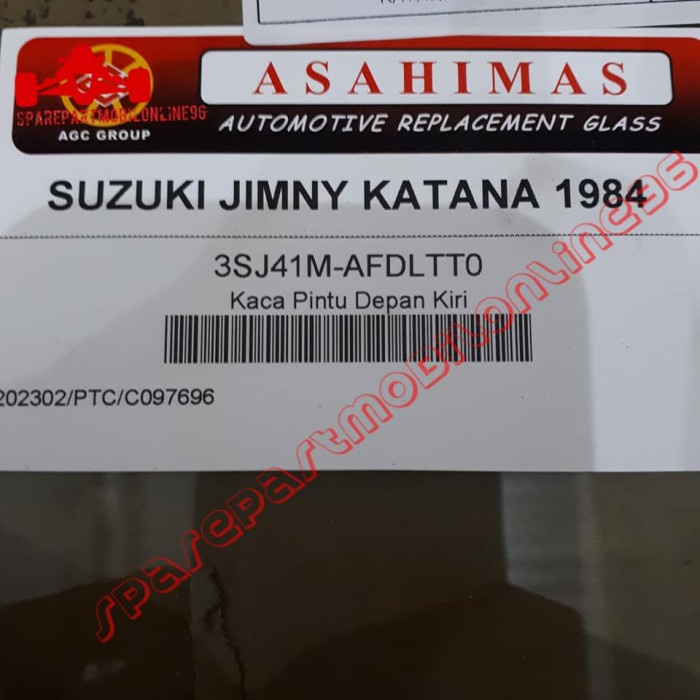 ASAHIMAS
SPAREPARTMOBILONLINE96
AGC GROUP
AUTOMOTIVE REPLACEMENT GLASS
SUZUKI JIMNY KATANA 1984
3SJ41M-AFDLTT0
Kaca Pintu Depan Kiri
202302/PTC/C097696
sparepartmobilonline96